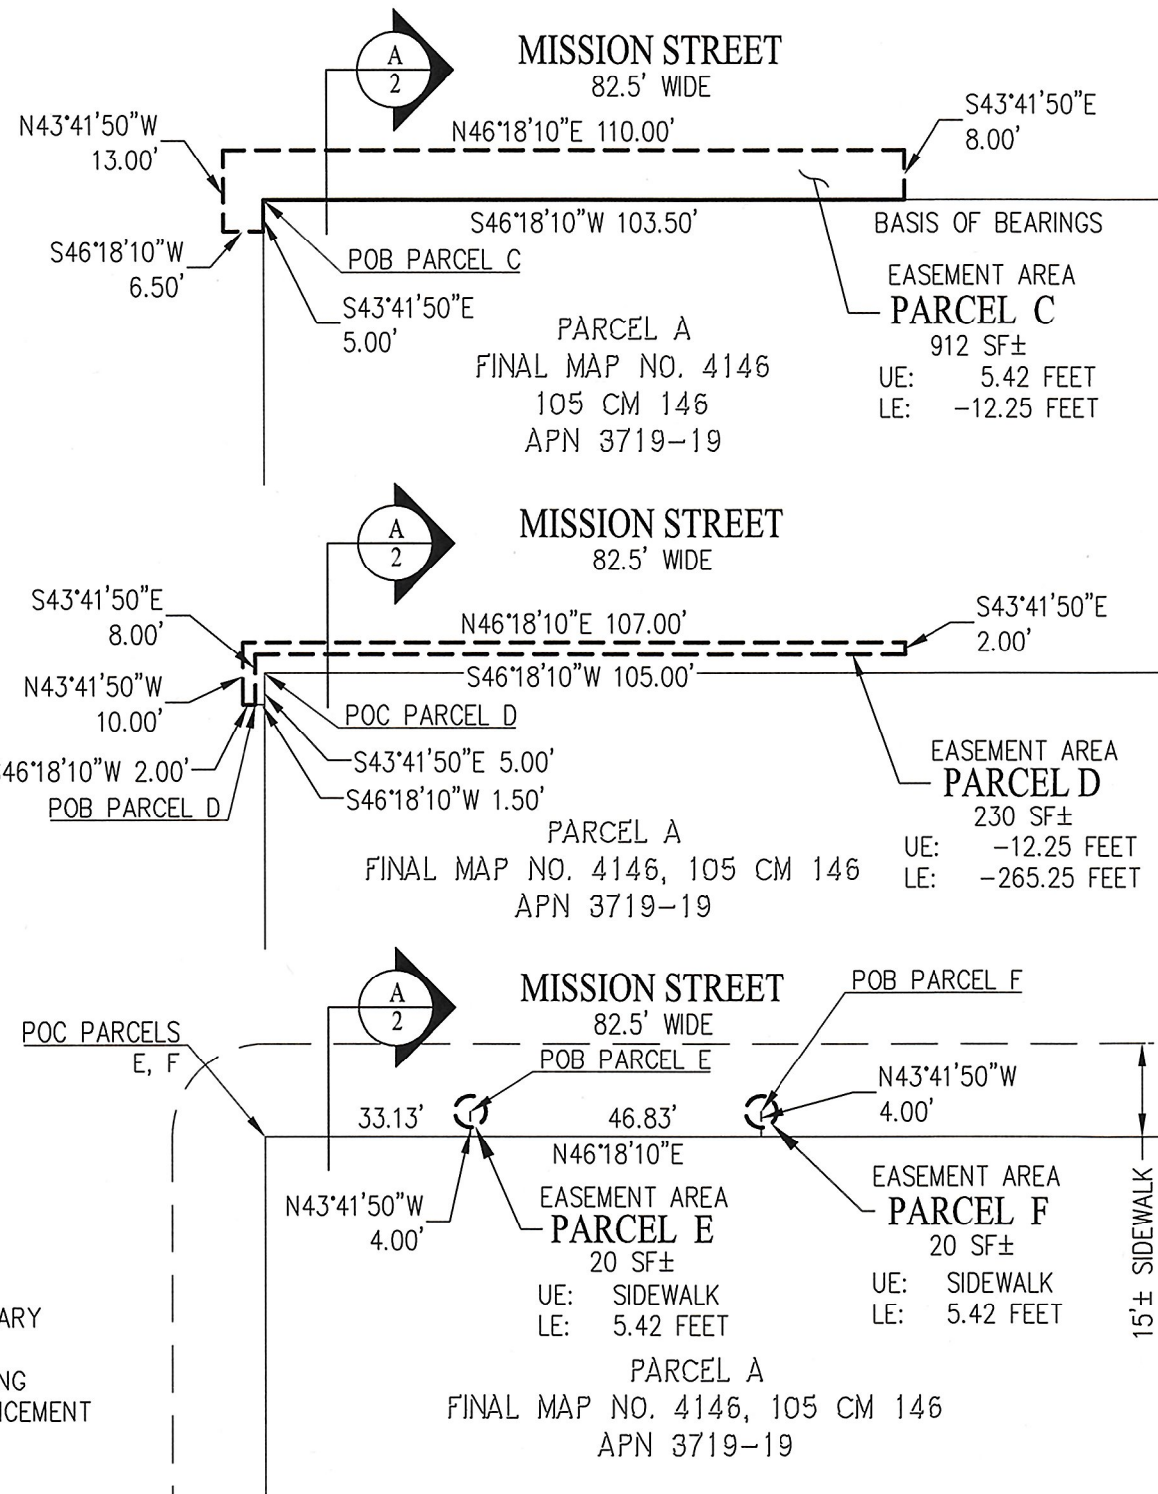 A
2
MISSION STREET
82.5' WIDE
N43°41'50"W
13.00'
N46°18'10"E 110.00'
S43°41'50"E
8.00'
S46°18'10"W 103.50'
BASIS OF BEARINGS
S46°18'10"W
6.50'
POB PARCEL C
S43°41'50"E
5.00'
EASEMENT AREA
PARCEL C
912 SF±
UE: 5.42 FEET
LE: -12.25 FEET
PARCEL A
FINAL MAP NO. 4146
105 CM 146
APN 3719-19
A
2
MISSION STREET
82.5' WIDE
S43°41'50"E
8.00'
N46°18'10"E 107.00'
S43°41'50"E
2.00'
S46°18'10"W 105.00'
N43°41'50"W
10.00'
POC PARCEL D
46°18'10"W 2.00'
S43°41'50"E 5.00'
POB PARCEL D
S46°18'10"W 1.50'
EASEMENT AREA
PARCEL D
230 SF±
UE: -12.25 FEET
LE: -265.25 FEET
PARCEL A
FINAL MAP NO. 4146, 105 CM 146
APN 3719-19
A
2
MISSION STREET
82.5' WIDE
POB PARCEL F
POC PARCELS
E, F
POB PARCEL E
N43°41'50"W
4.00'
33.13'
46.83'
N46°18'10"E
N43°41'50"W
4.00'
EASEMENT AREA
PARCEL E
20 SF±
UE: SIDEWALK
LE: 5.42 FEET
EASEMENT AREA
PARCEL F
20 SF±
UE: SIDEWALK
LE: 5.42 FEET
15'± SIDEWALK
ARY
NG
NCEMENT
PARCEL A
FINAL MAP NO. 4146, 105 CM 146
APN 3719-19